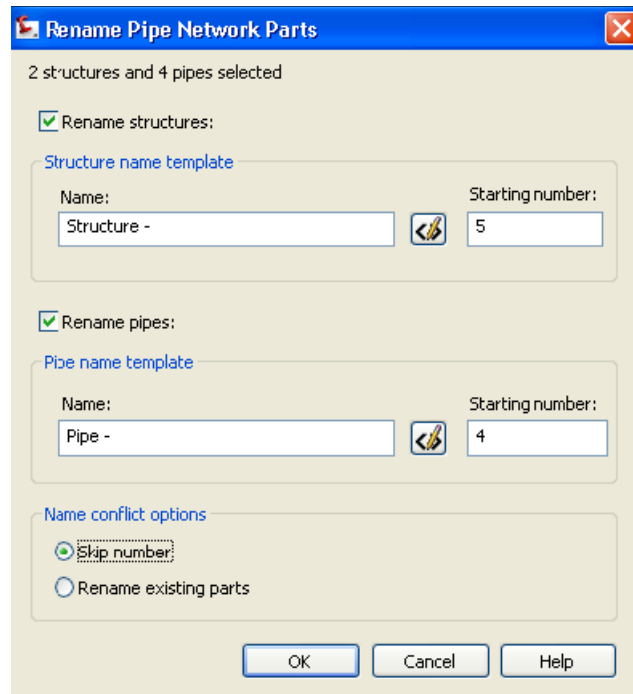 Rename Pipe Network Parts
2 structures and 4 pipes selected
Rename structures:
Structure name template
Name:
Starting number:
Structure -
5
Rename pipes:
Pipe name template
Name:
Starting number:
Pipe -
4
Name conflict options
Skip number
Rename existing parts
OK
Cancel
Help